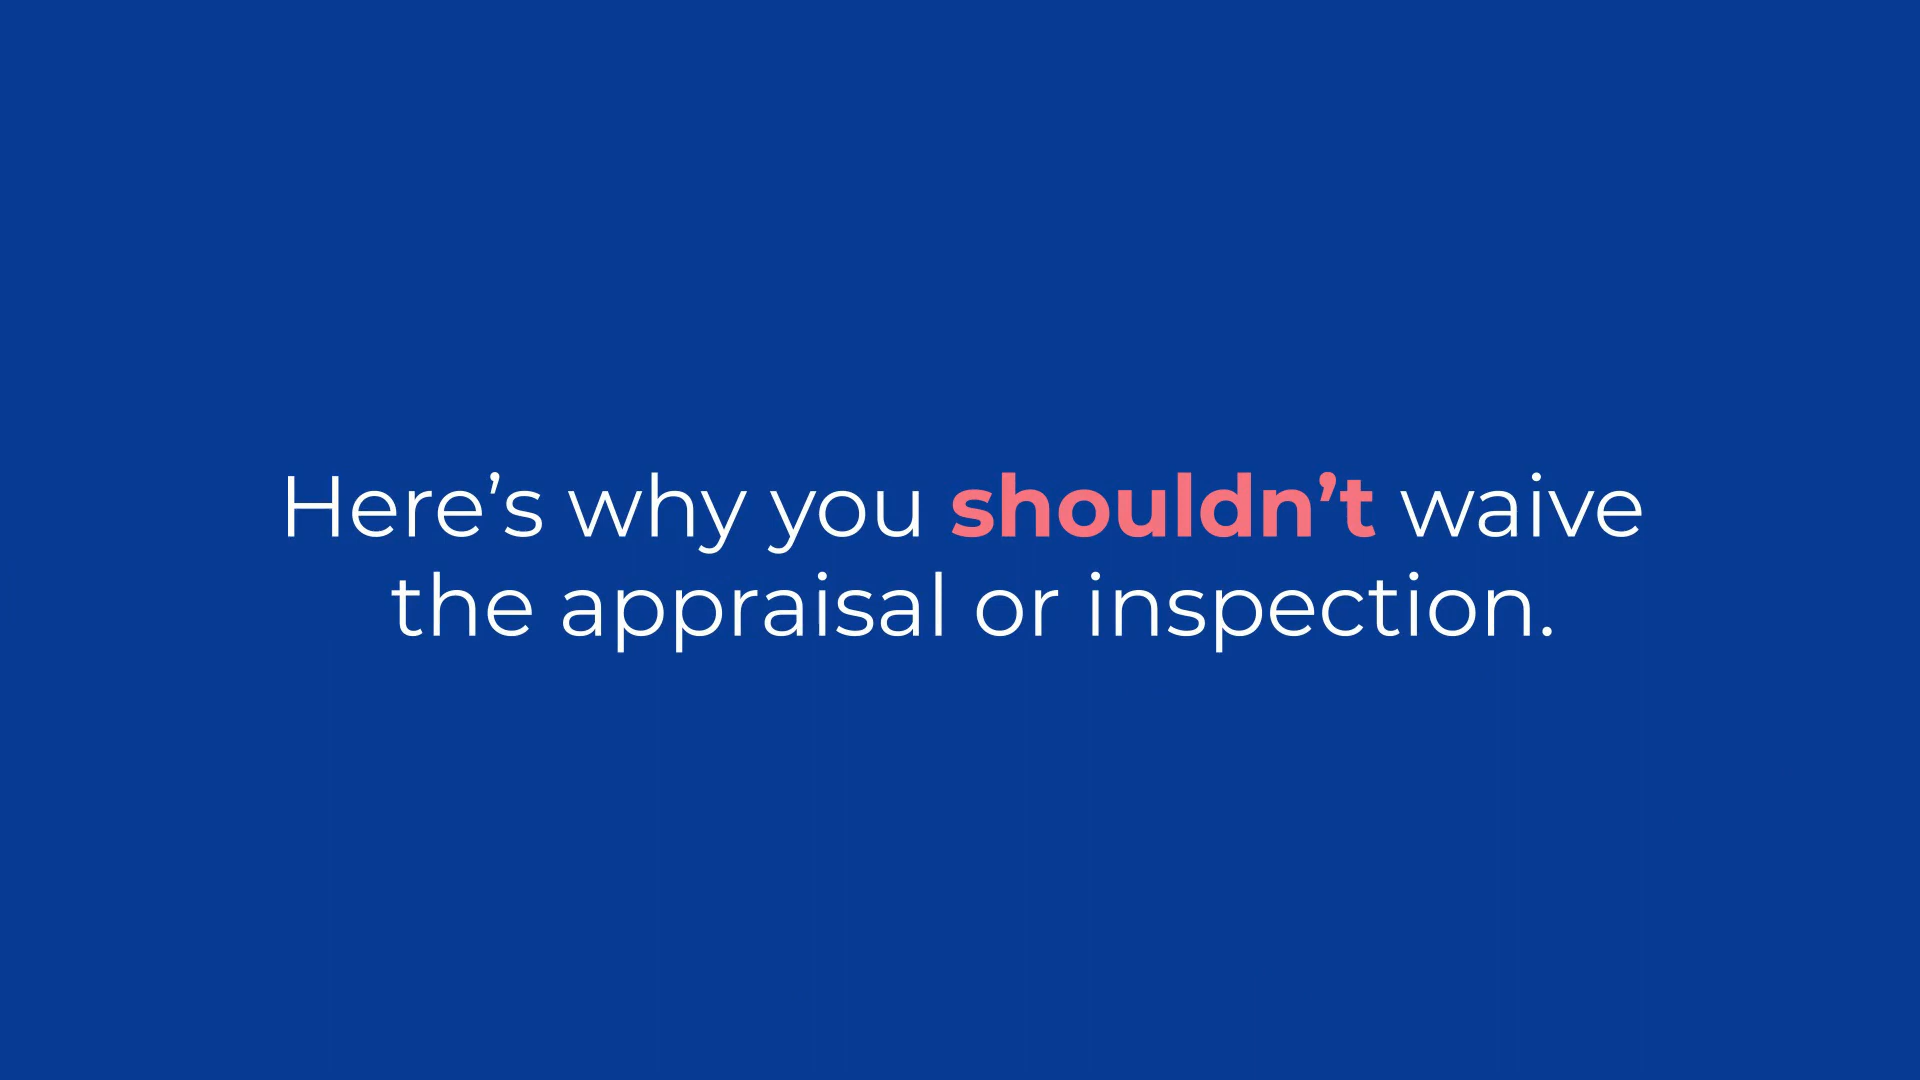 Here’s why you shouldn’t waive
the appraisal or inspection.